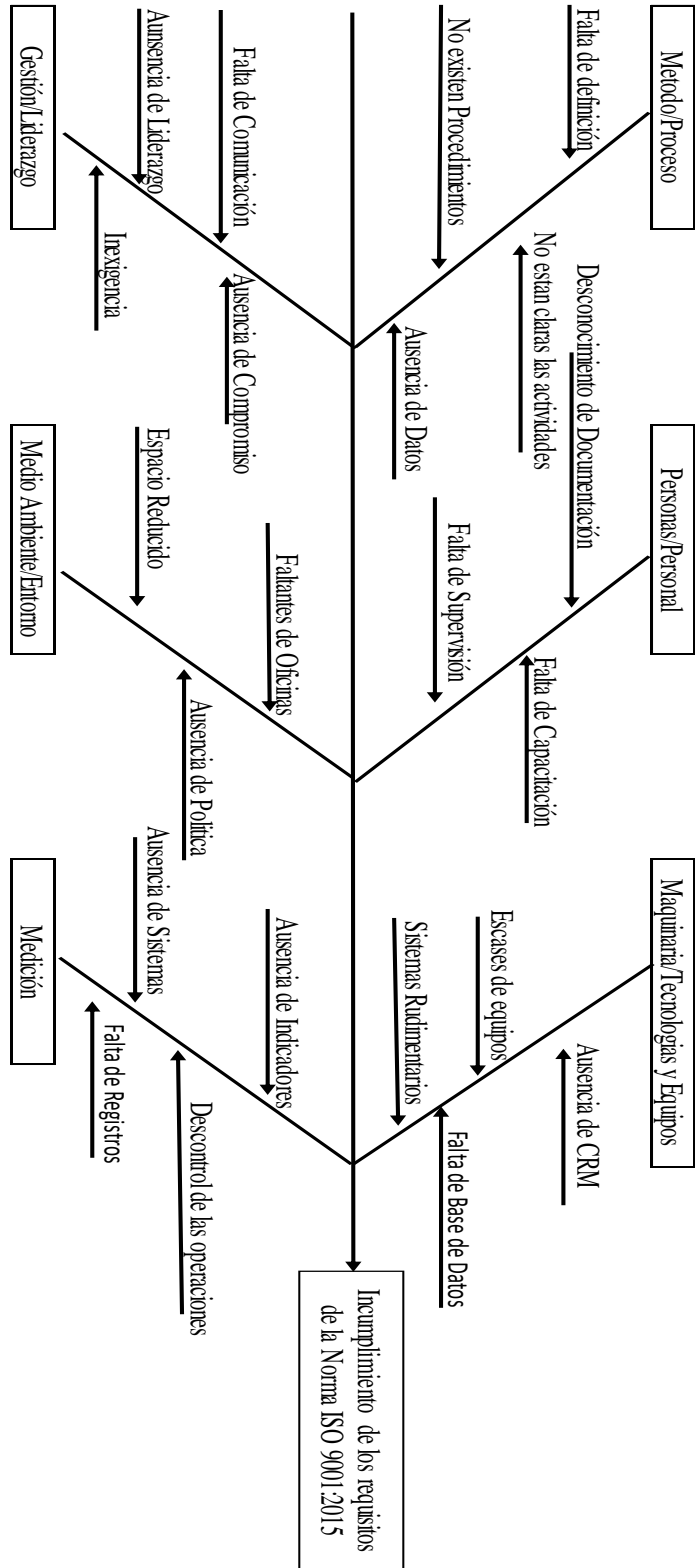 Metodo/Proceso
Falta de definición
No estan claras las actividades
No existen Procedimientos
Ausencia de Datos
Personas/Personal
Desconocimiento de Documentación
Falta de Capacitación
Falta de Supervisión
Maquinaria/Tecnologias y Equipos
Ausencia de CRM
Escases de equipos
Falta de Base de Datos
Sistemas Rudimentarios
Incumplimiento de los requisitos
de la Norma ISO 9001:2015
Falta de Comunicación
Ausencia de Compromiso
Aunsencia de Liderazgo
Inexigencia
Gestión/Liderazgo
Faltantes de Oficinas
Ausencia de Politica
Espacio Reducido
Medio Ambiente/Entorno
Ausencia de Indicadores
Descontrol de las operaciones
Ausencia de Sistemas
Falta de Registros
Medición